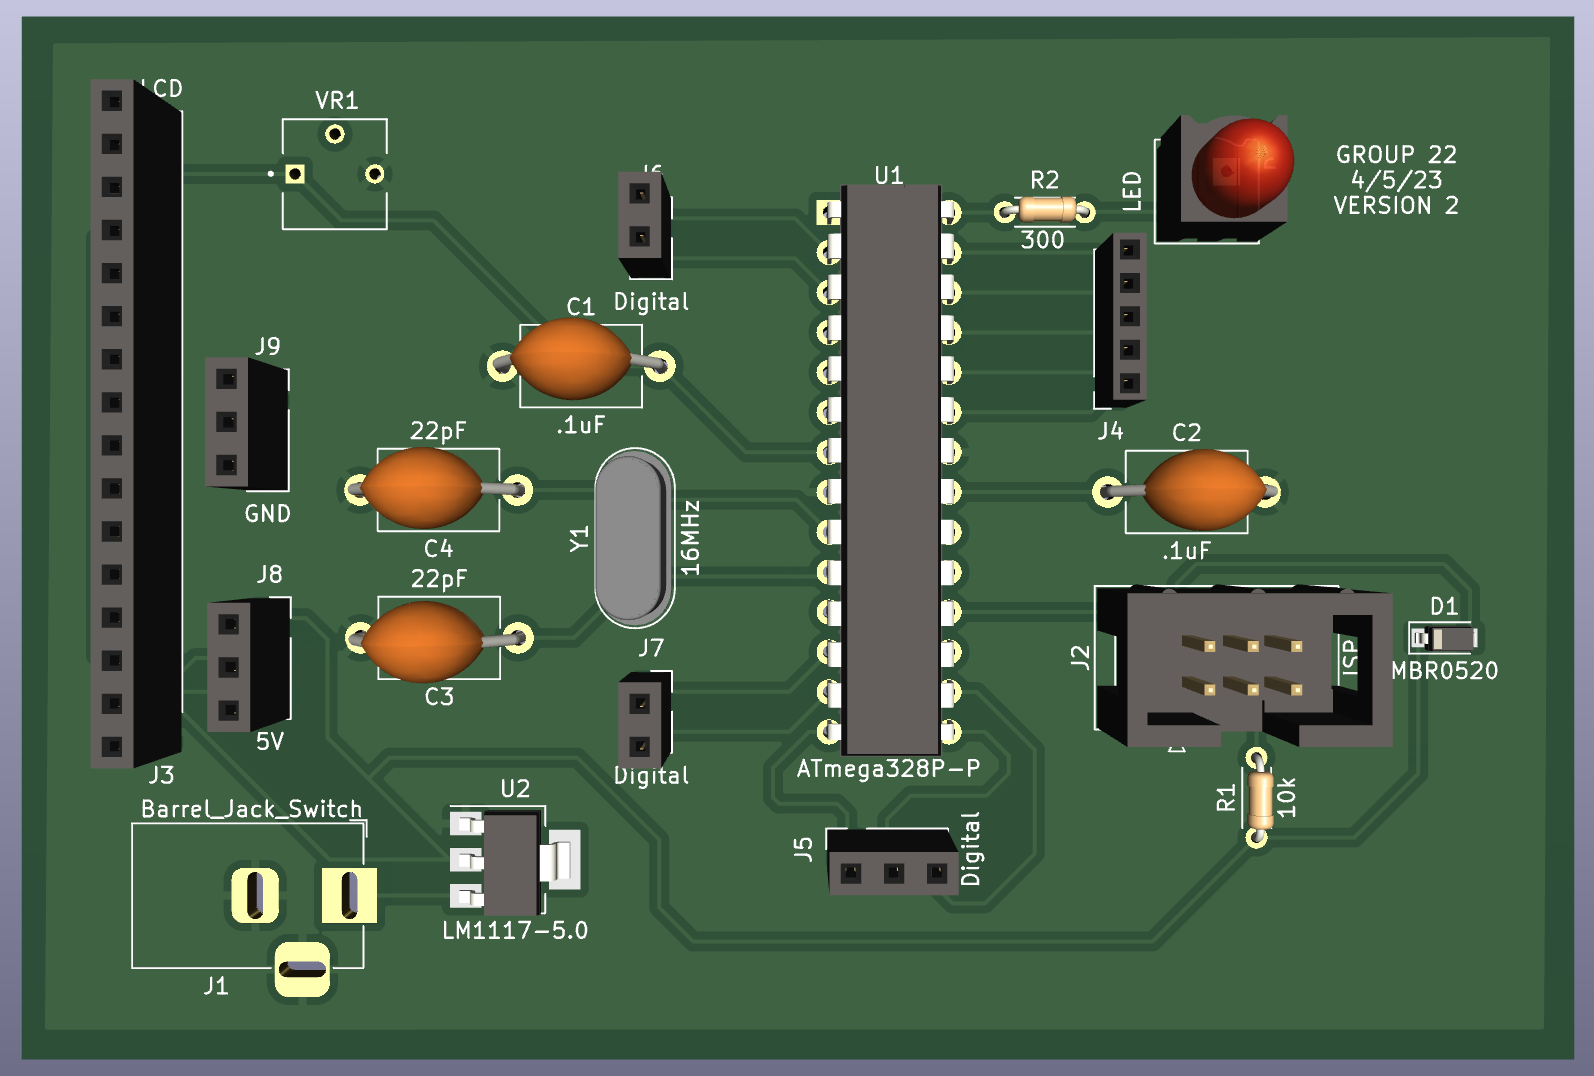 LCD
VR1
J6
U1
R2
300
LED
GROUP 22
4/5/23
VERSION 2
Digital
C1
.1uF
J9
GND
22pF
C4
22pF
C3
Y1
16MHz
J4
C2
.1uF
J8
5V
J7
Digital
J3
ATmega328P-P
J2
ISP
D1
MBR0520
R1
10k
U2
LM1117-5.0
Barrel_Jack_Switch
J1
J5
Digital